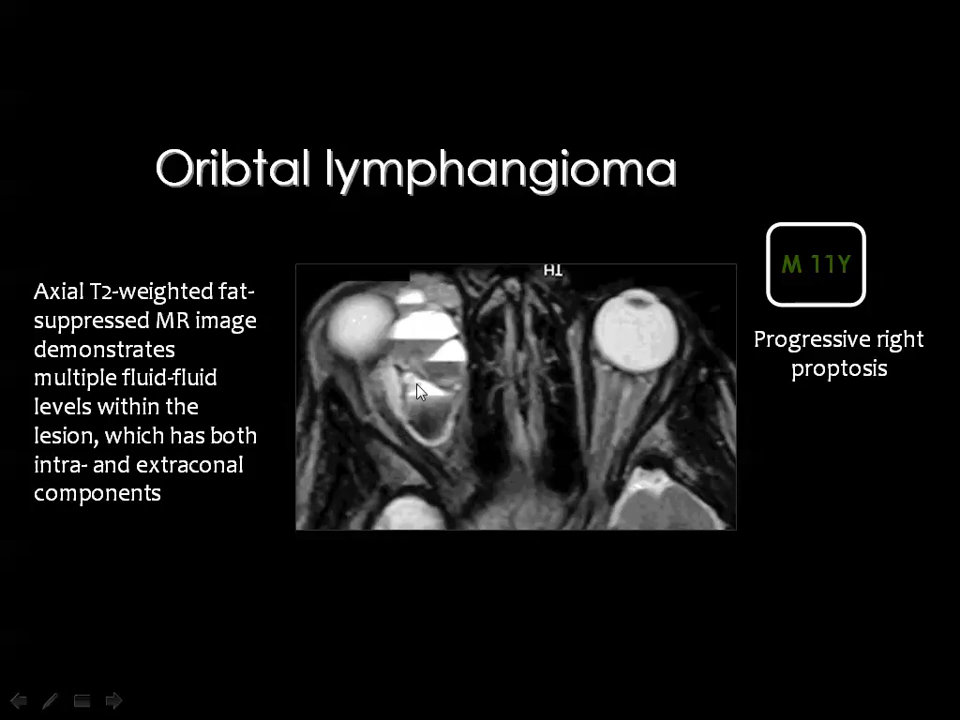 Oribtal lymphangioma
M 11Y
Axial T2-weighted fat-
suppressed MR image
demonstrates
multiple fluid-fluid
levels within the
lesion, which has both
intra- and extraconal
components
Progressive right
proptosis